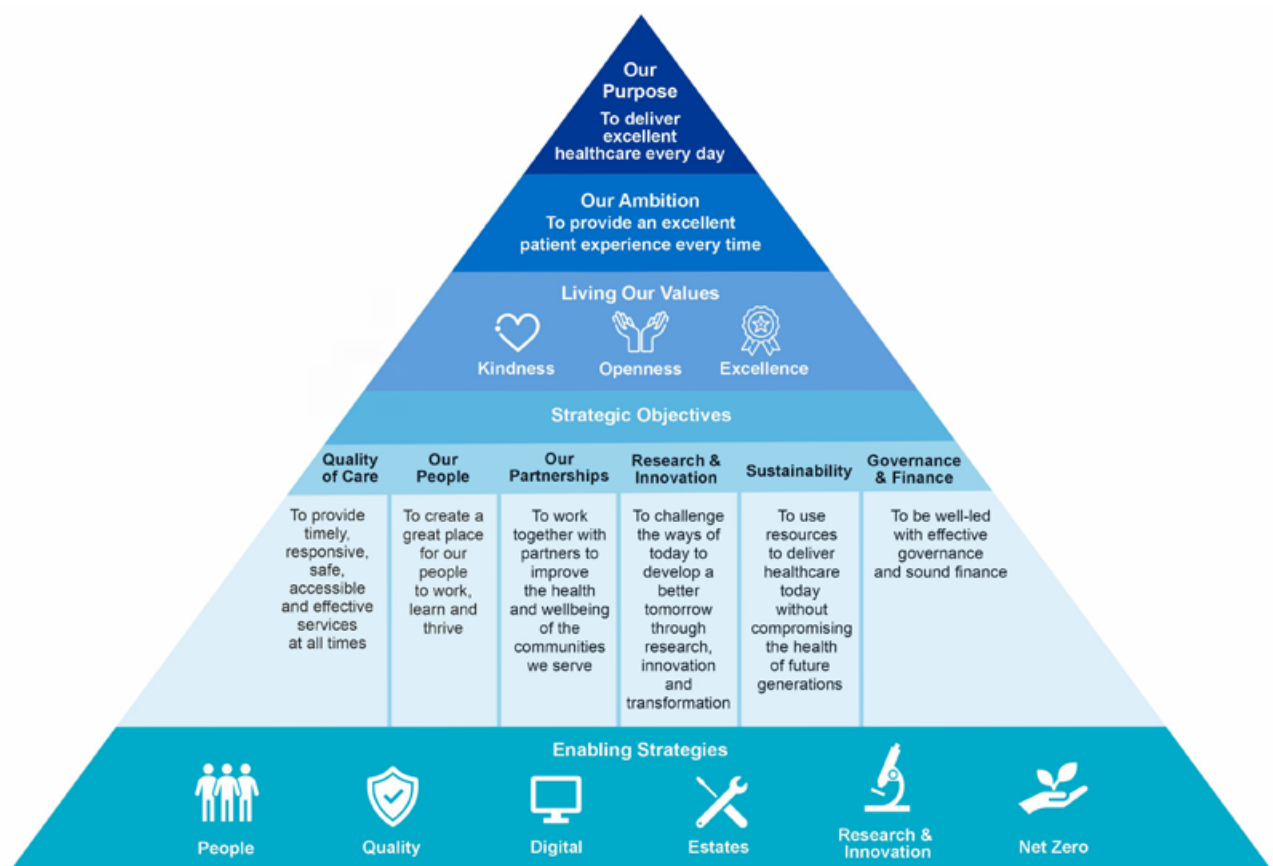 Our
Purpose
To deliver
excellent
healthcare every day
Our Ambition
To provide an excellent
patient experience every time
Living Our Values
Kindness
Openness
Excellence
Strategic Objectives
Quality
of Care
Our
People
Our
Partnerships
Research &
Innovation
Sustainability
Governance
& Finance
To provide
timely,
responsive,
safe,
accessible
and effective
services
at all times
To create a
great place
for our
people
to work,
learn and
thrive
To work
together with
partners to
improve
the health
and wellbeing
of the
communities
we serve
To challenge
the ways of
today to
develop a
better
tomorrow
through
research,
innovation
and
transformation
To use
resources
to deliver
healthcare
today
without
compromising
the health
of future
generations
To be well-led
with effective
governance
and sound finance
Enabling Strategies
People
Quality
Digital
Estates
Research &
Innovation
Net Zero